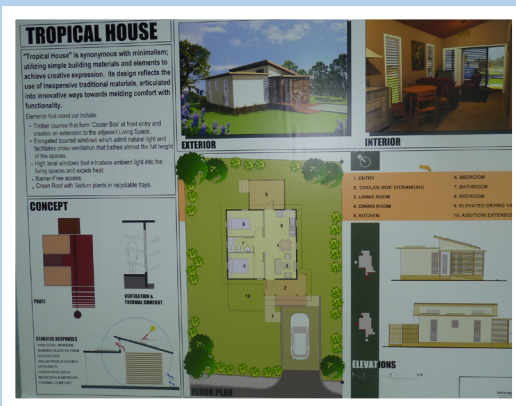 TROPICAL HOUSE
"Tropical House" is synonymous with minimalism;
utilizing simple building materials and elements to
achieve creative expression. Its design reflects the
use of inexpensive traditional materials, articulated
into innovative ways towards melding comfort with
functionality.
Elements that stand out include:
- Timber louvres that form 'Cooler Box' at front entry and
creates an extension to the adjacent Living Space.
- Elongated louvred windows which admit natural light and
facilitates cross-ventilation that bathes almost the full height
of the spaces.
- High level windows that introduce ambient light into the
living spaces and expels heat.
- Barrier-Free access.
- Green Roof with Sedum plants in recyclable trays.
EXTERIOR
INTERIOR
1. ENTRY
2. 'COOLER BOX' (VERANDAH)
3. LIVING ROOM
4. DINING ROOM
5. KITCHEN
6. BEDROOM
7. BATHROOM
8. BEDROOM
9. ELEVATED DRYING YA
10. ADDITION/EXTENSIO
CONCEPT
PARTI
VENTILATION &
THERMAL COMFORT
CLIMATIC RESPONSES
FLOOR PLAN
ELEVATIONS